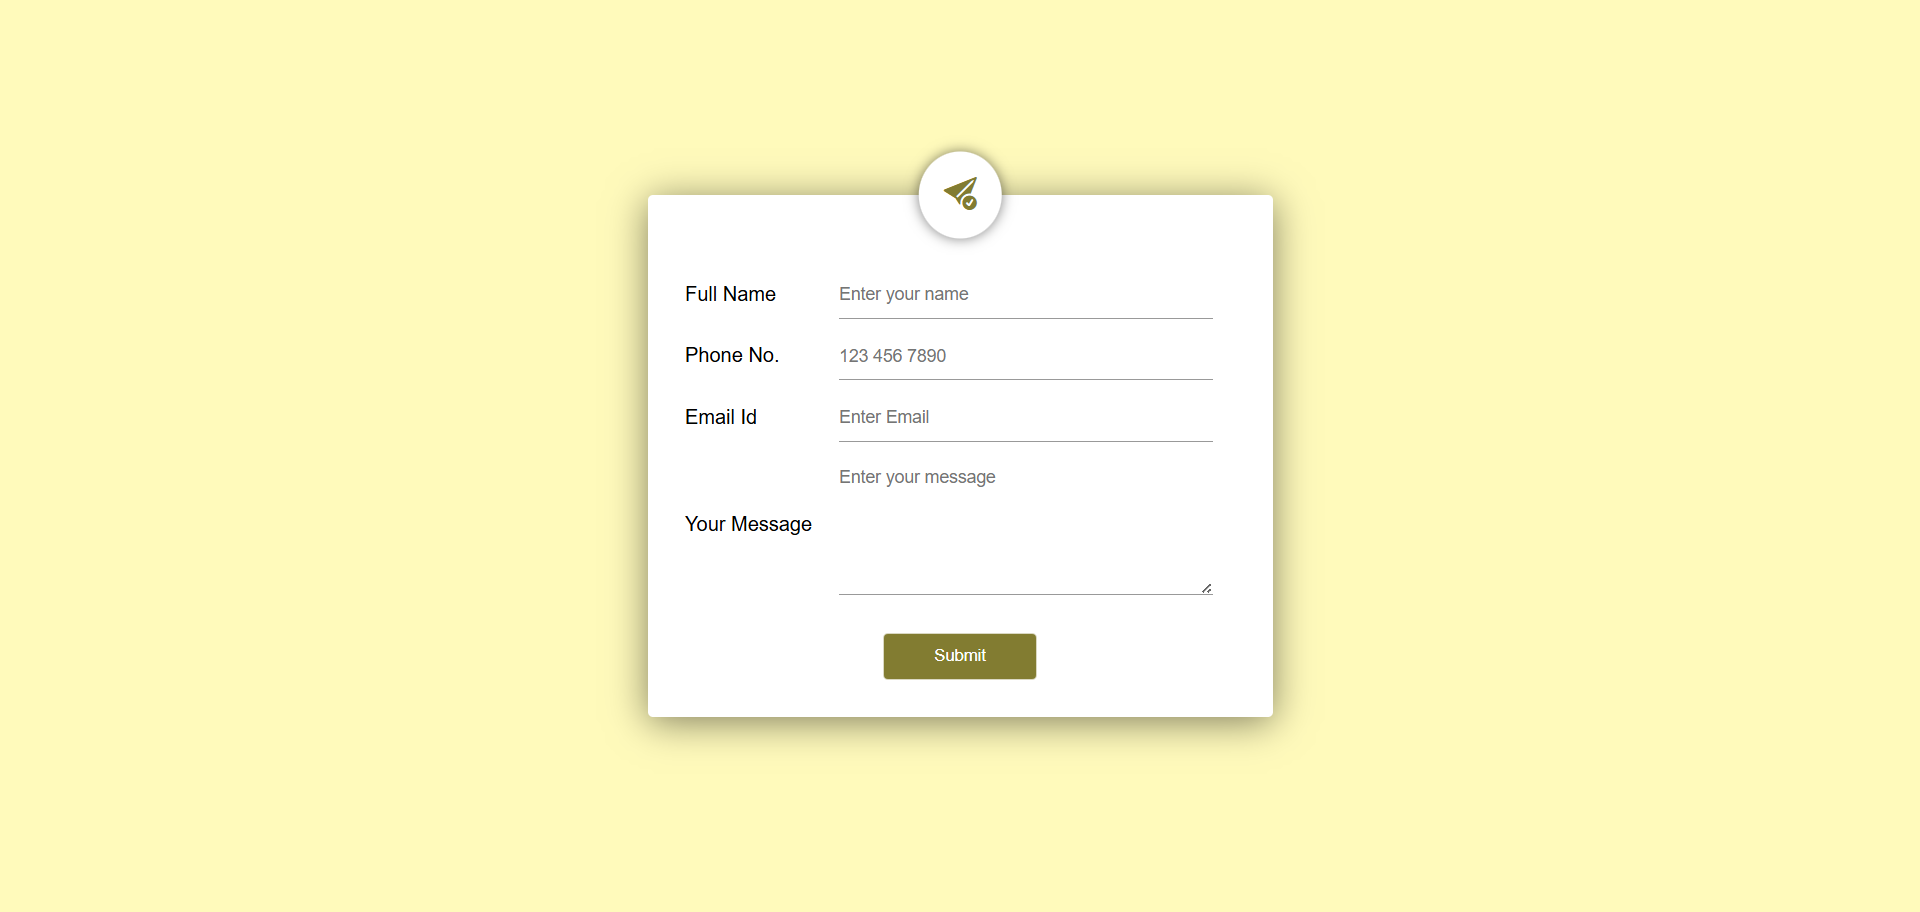 Full Name Enter your name
Phone No. 123 456 7890
Email Id Enter Email
Enter your message
Your Message
Submit